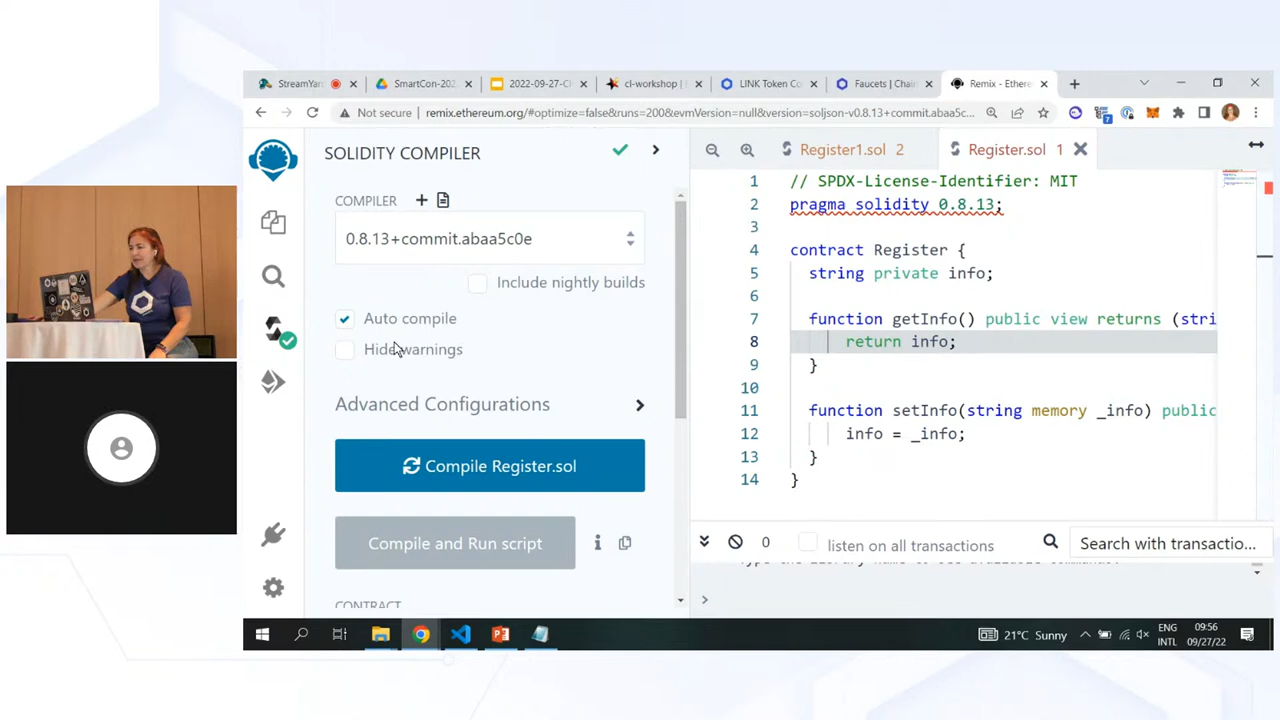 StreamYar
SmartCon-202
2022-09-27-C
cl-workshop |
LINK Token Co
Faucets | Chain
Remix - Ethere
Not secure
remix.ethereum.org/#optimize=false&runs=200&evmVersion=null&version=soljson-v0.8.13+commit.abaa5c...
7
SOLIDITY COMPILER
COMPILER
0.8.13+commit.abaa5c0e
Include nightly builds
Auto compile
Hide warnings
Advanced Configurations
Compile Register.sol
Compile and Run script
CONTRACT
Register1.sol 2
Register.sol 1
1 // SPDX-License-Identifier: MIT
2 pragma solidity 0.8.13;
3
4 contract Register {
5 string private info;
6
7 function getInfo() public view returns (stri
8 return info;
9 }
10
11 function setInfo(string memory _info) public
12 info = _info;
13 }
14 }
0
listen on all transactions
Search with transactio...
>
21°C Sunny
ENG
INTL
09:56
09/27/22